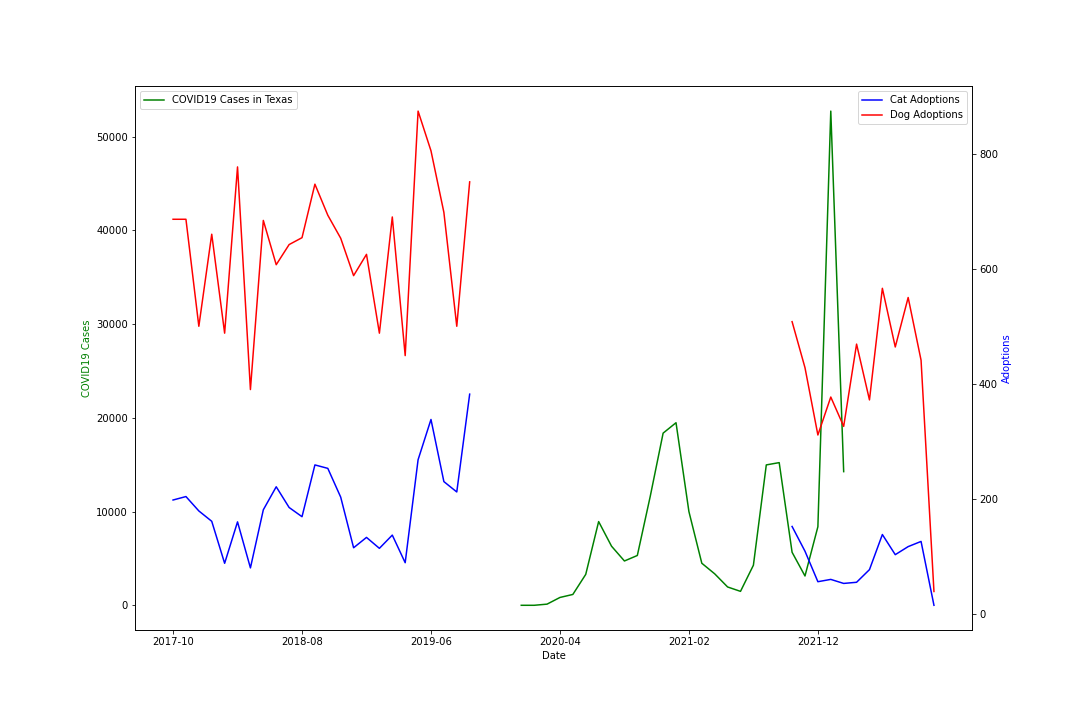 COVID19 Cases in Texas
Cat Adoptions
Dog Adoptions
50000
40000
30000
20000
10000
0
COVID19 Cases
800
600
400
200
0
Adoptions
2017-10
2018-08
2019-06
2020-04
2021-02
2021-12
Date